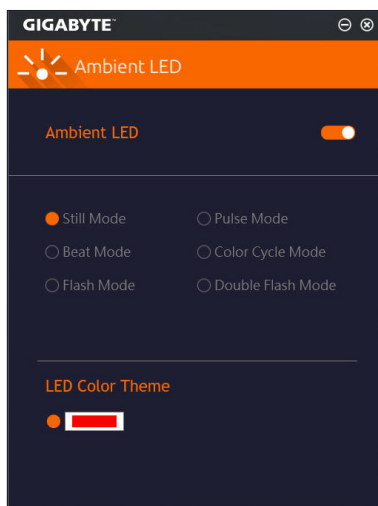 GIGABYTE™
Ambient LED
Ambient LED
Still Mode
Pulse Mode
Beat Mode
Color Cycle Mode
Flash Mode
Double Flash Mode
LED Color Theme